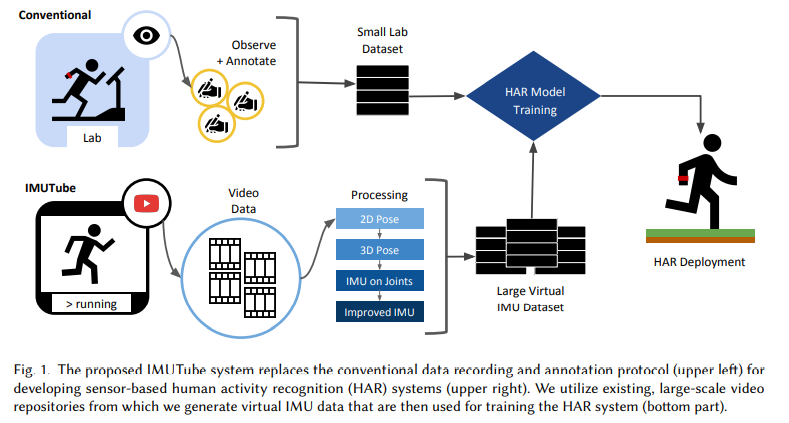 Conventional
Observe
+ Annotate
Lab
Small Lab
Dataset
HAR Model
Training
IMUTube
> running
Video
Data
Processing
2D Pose
3D Pose
IMU on Joints
Improved IMU
Large Virtual
IMU Dataset
HAR Deployment
Fig. 1. The proposed IMUTube system replaces the conventional data recording and annotation protocol (upper left) for
developing sensor-based human activity recognition (HAR) systems (upper right). We utilize existing, large-scale video
repositories from which we generate virtual IMU data that are then used for training the HAR system (bottom part).